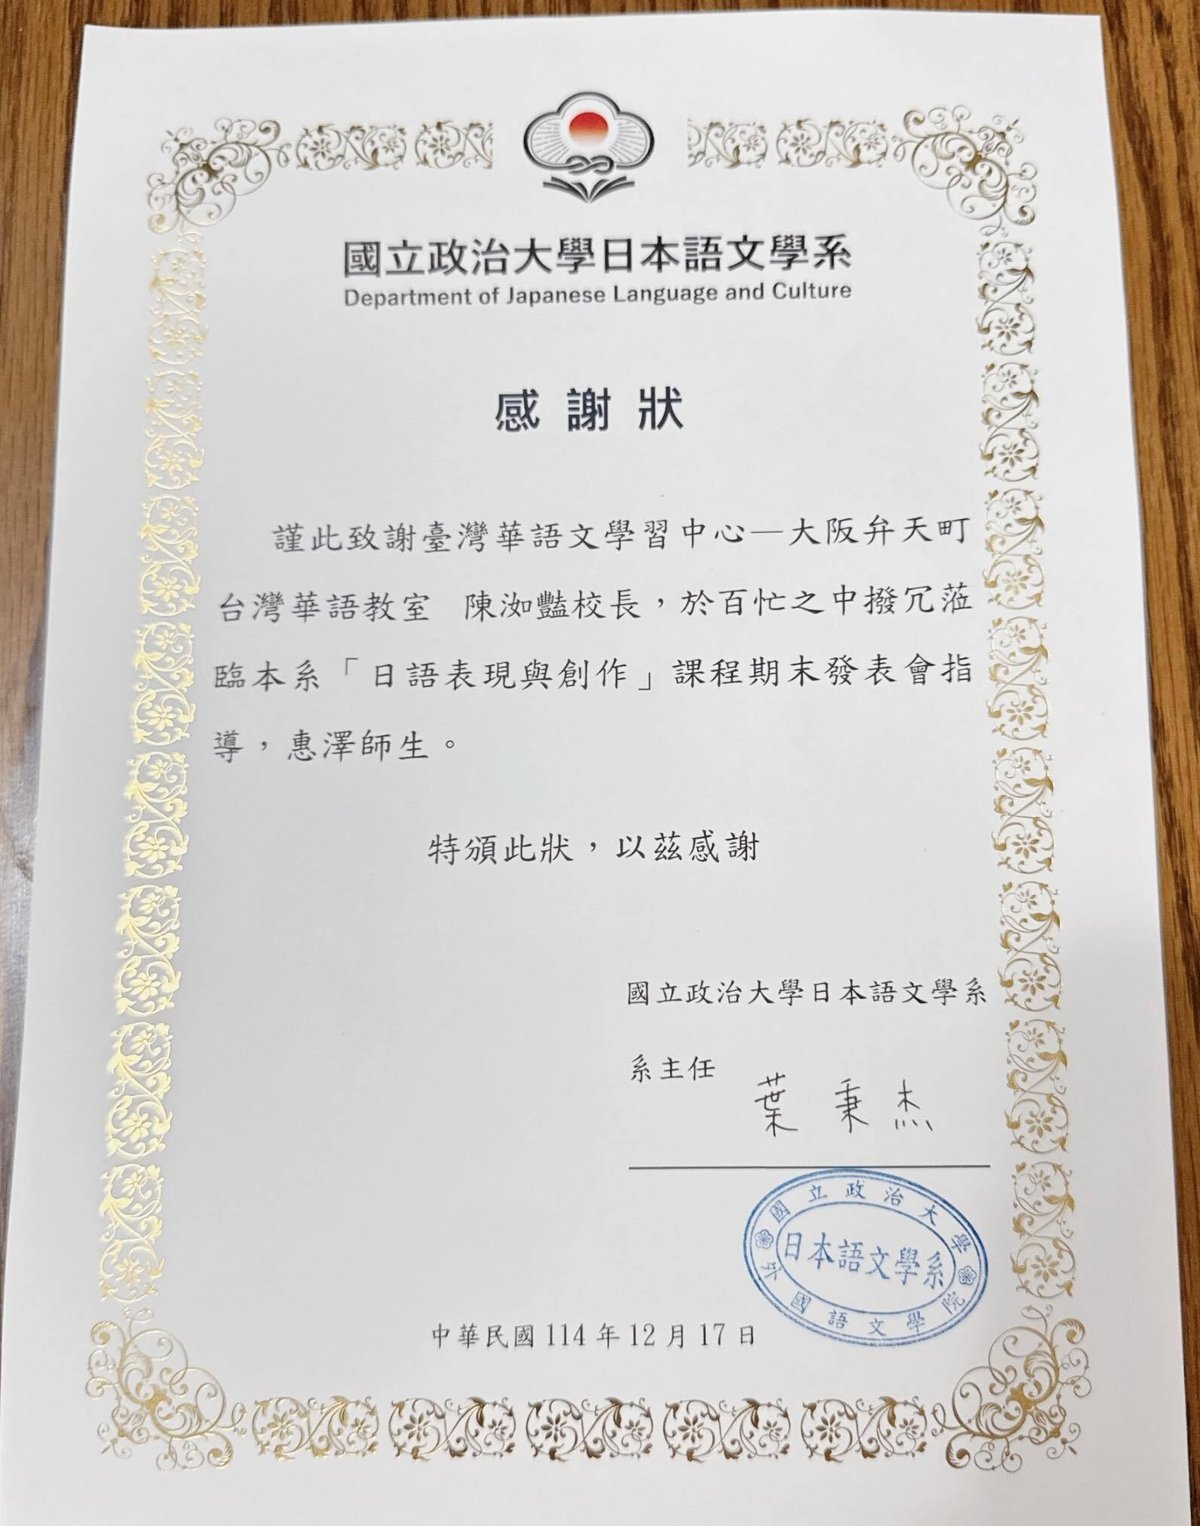 國立政治大學日本語文學系
Department of Japanese Language and Culture
感謝狀
謹此致謝臺灣華語文學習中心—大阪弁天町
台灣華語教室　陳洳豔校長，於百忙之中撥冗蒞
臨本系「日語表現與創作」課程期末發表會指
導，惠澤師生。
特頒此狀，以茲感謝
國立政治大學日本語文學系
系主任
葉秉杰
國立政治大學
日本語文學系
外國語文學院
中華民國114年12月17日